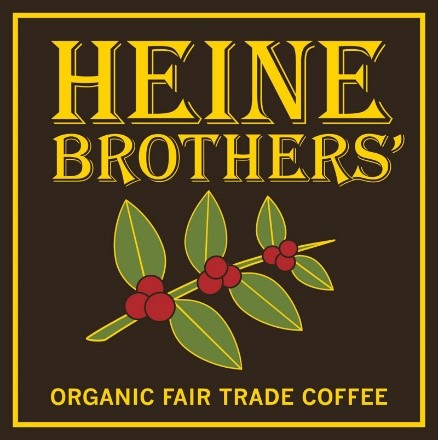 HEINE
BROTHERS'
ORGANIC FAIR TRADE COFFEE